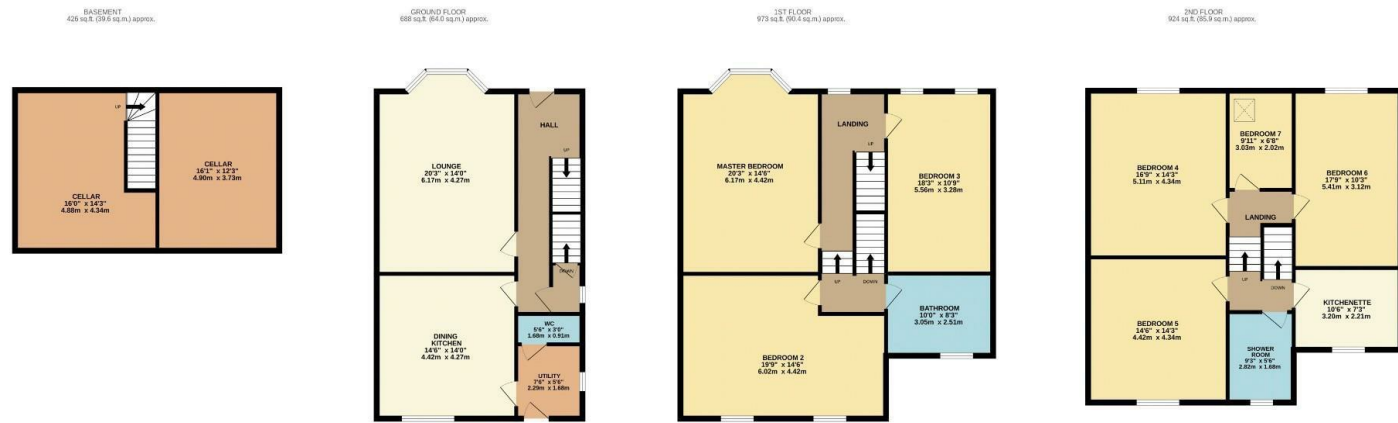 BASEMENT
426 sq.ft. (39.6 sq.m.) approx.
UP
CELLAR
16'0" x 14'3"
4.88m x 4.34m
CELLAR
16'1" x 12'3"
4.90m x 3.73m
GROUND FLOOR
688 sq.ft. (64.0 sq.m.) approx.
HALL
UP
LOUNGE
20'3" x 14'0"
6.17m x 4.27m
DOWN
DINING
KITCHEN
14'6" x 14'0"
4.42m x 4.27m
WC
5'6" x 3'0"
1.68m x 0.91m
UTILITY
7'6" x 5'6"
2.29m x 1.68m
1ST FLOOR
973 sq.ft. (90.4 sq.m.) approx.
LANDING
UP
MASTER BEDROOM
20'3" x 14'6"
6.17m x 4.42m
BEDROOM 3
18'3" x 10'9"
5.56m x 3.28m
UP
DOWN
BATHROOM
10'0" x 8'3"
3.05m x 2.51m
BEDROOM 2
19'9" x 14'6"
6.02m x 4.42m
2ND FLOOR
924 sq.ft. (85.9 sq.m.) approx.
BEDROOM 7
9'11" x 6'8"
3.03m x 2.02m
BEDROOM 4
16'9" x 14'3"
5.11m x 4.34m
BEDROOM 6
17'9" x 10'3"
5.41m x 3.12m
LANDING
UP
DOWN
KITCHENETTE
10'6" x 7'3"
3.20m x 2.21m
BEDROOM 5
14'6" x 14'3"
4.42m x 4.34m
SHOWER
ROOM
9'3" x 5'6"
2.82m x 1.68m